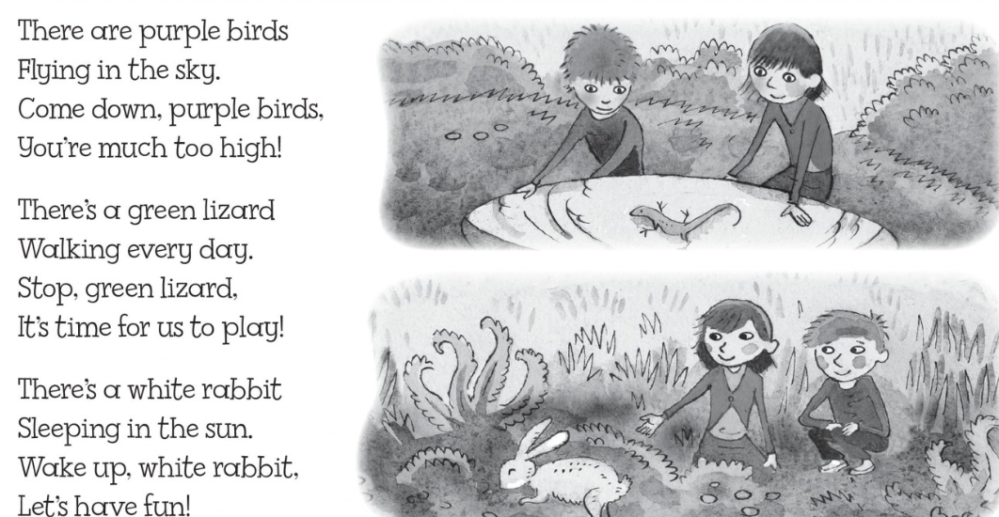 There are purple birds
Flying in the sky.
Come down, purple birds,
You're much too high!
There's a green lizard
Walking every day.
Stop, green lizard,
It's time for us to play!
There's a white rabbit
Sleeping in the sun.
Wake up, white rabbit,
Let's have fun!